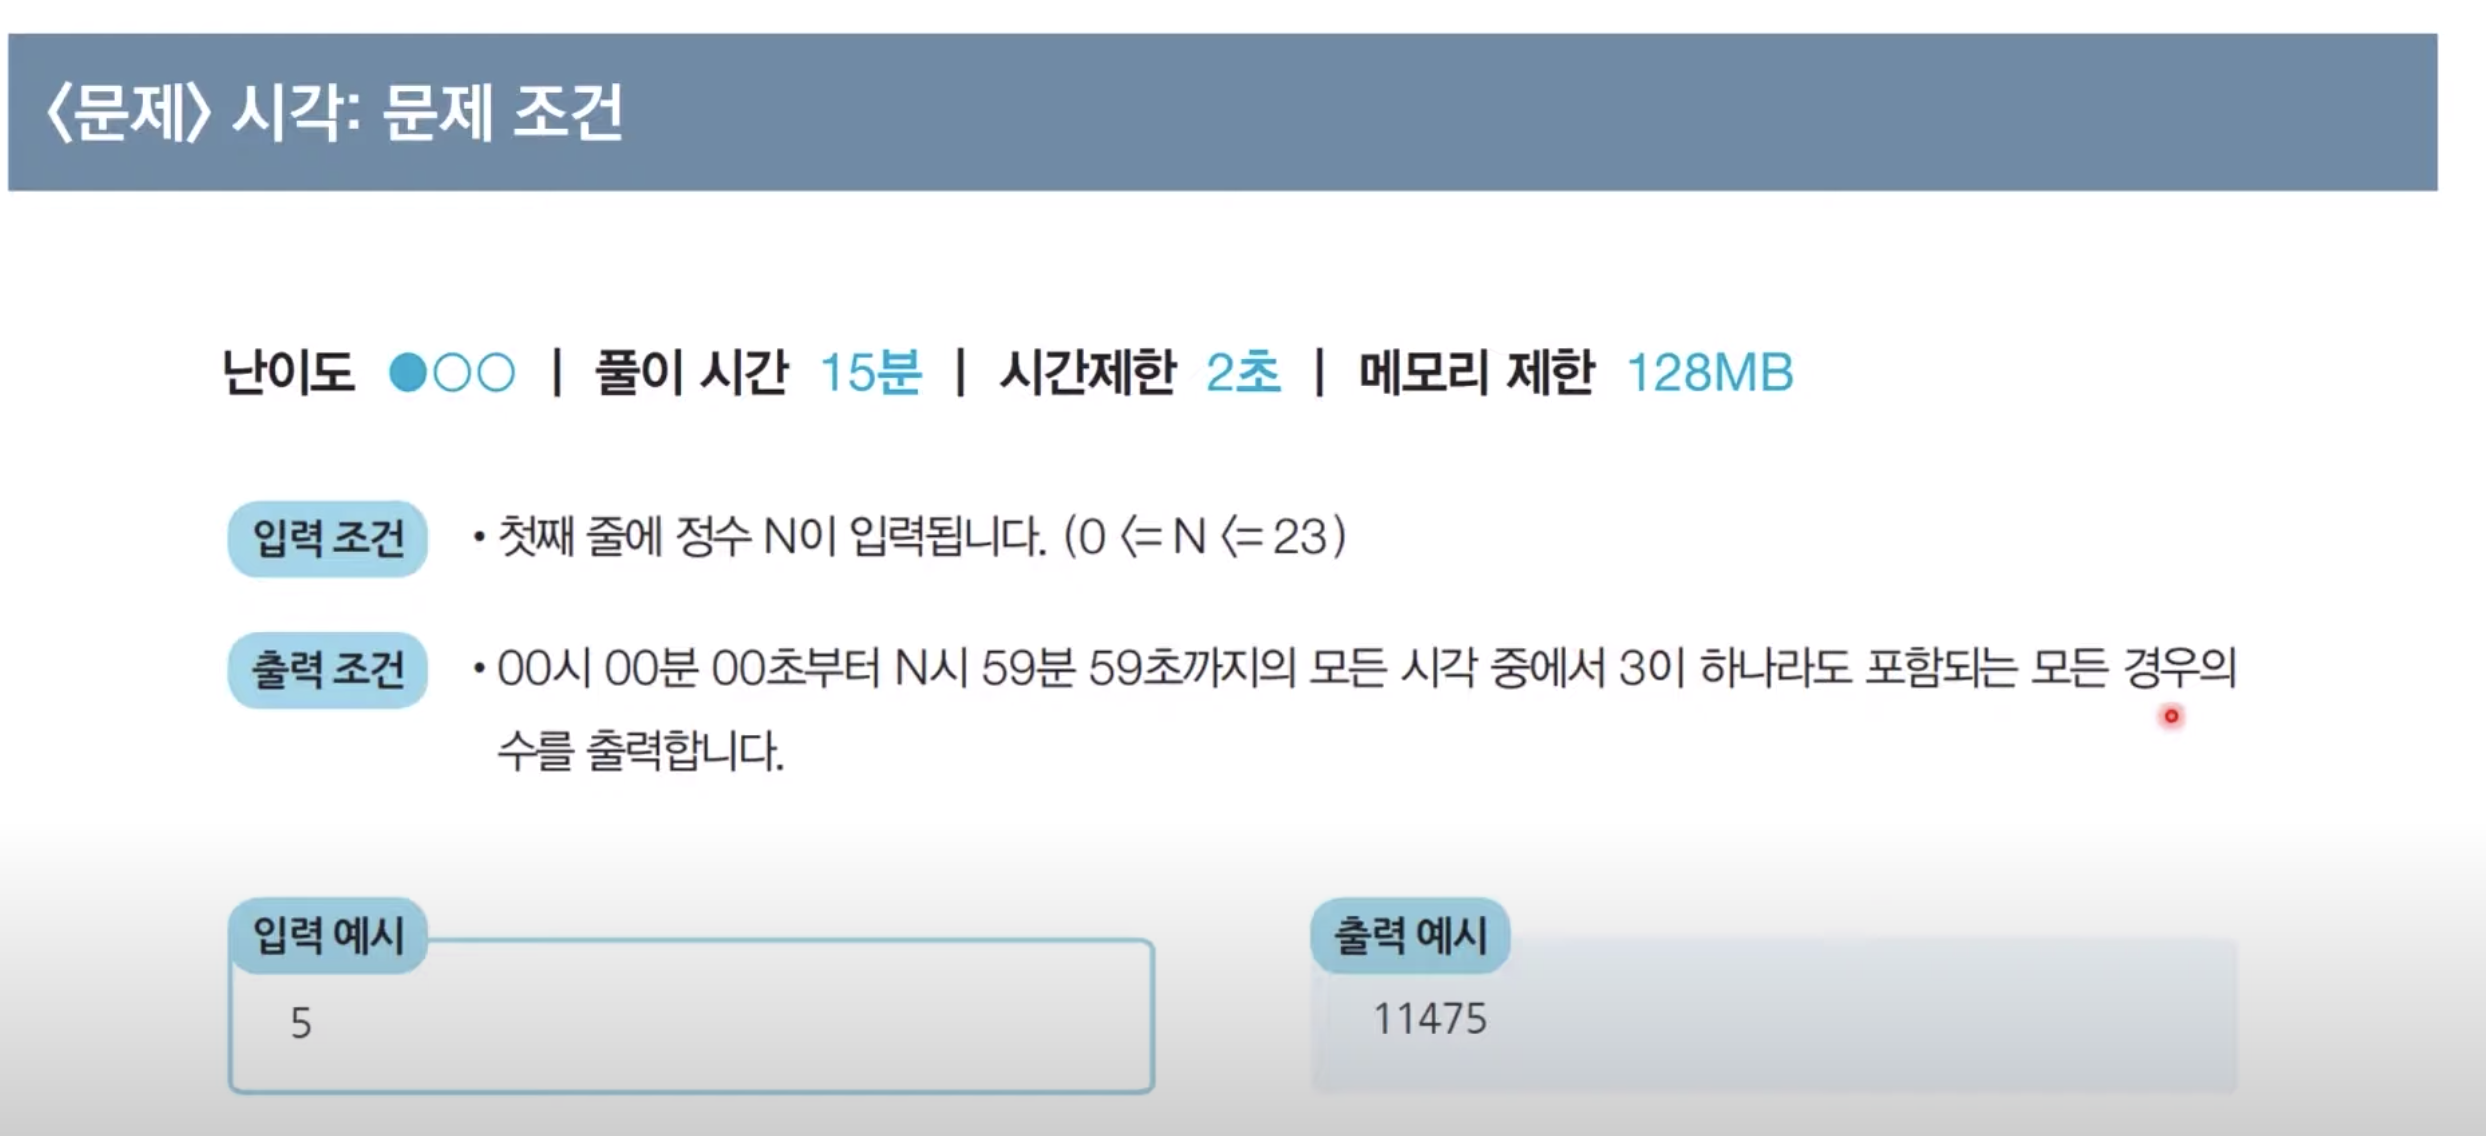 〈문제〉 시각: 문제 조건
난이도 ●○○ | 풀이 시간 15분 | 시간제한 2초 | 메모리 제한 128MB
입력 조건 • 첫째 줄에 정수 N이 입력됩니다. (0 <= N <= 23)
출력 조건 • 00시 00분 00초부터 N시 59분 59초까지의 모든 시각 중에서 3이 하나라도 포함되는 모든 경우의
수를 출력합니다.
입력 예시
5
출력 예시
11475